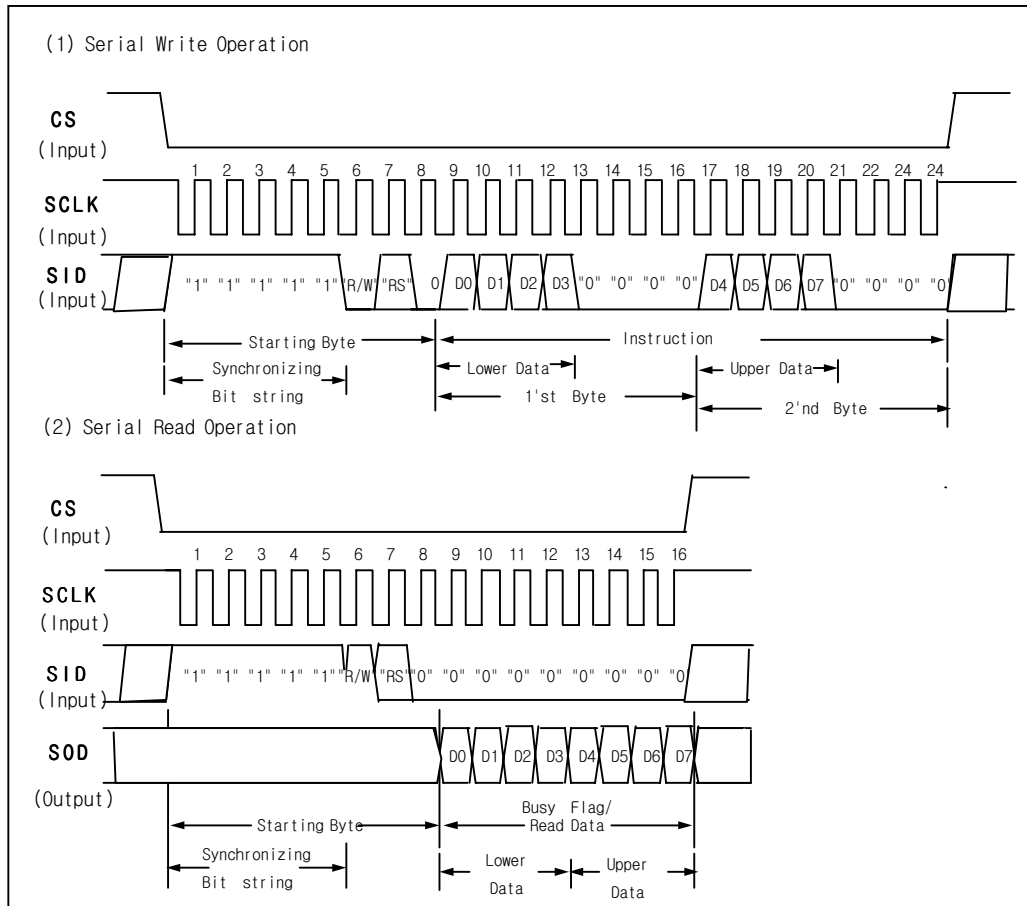 (1) Serial Write Operation
CS
(Input)
1 2 3 4 5 6 7 8 9 10 11 12 13 14 15 16 17 18 19 20 21 22 24 24
SCLK
(Input)
SID
(Input)
"1" "1" "1" "1" "1" "R/W" "RS" 0 D0 D1 D2 D3 "0" "0" "0" "0" D4 D5 D6 D7 "0" "0" "0" "0"
Starting Byte
Instruction
Synchronizing
Bit string
Lower Data
Upper Data
1'st Byte
2'nd Byte
(2) Serial Read Operation
CS
(Input)
1 2 3 4 5 6 7 8 9 10 11 12 13 14 15 16
SCLK
(Input)
SID
(Input)
"1" "1" "1" "1" "1" "R/W" "RS" "0" "0" "0" "0" "0" "0" "0" "0" "0
SOD
(Output)
D0 D1 D2 D3 D4 D5 D6 D7
Starting Byte
Busy Flag/
Read Data
Synchronizing
Bit string
Lower
Data
Upper
Data